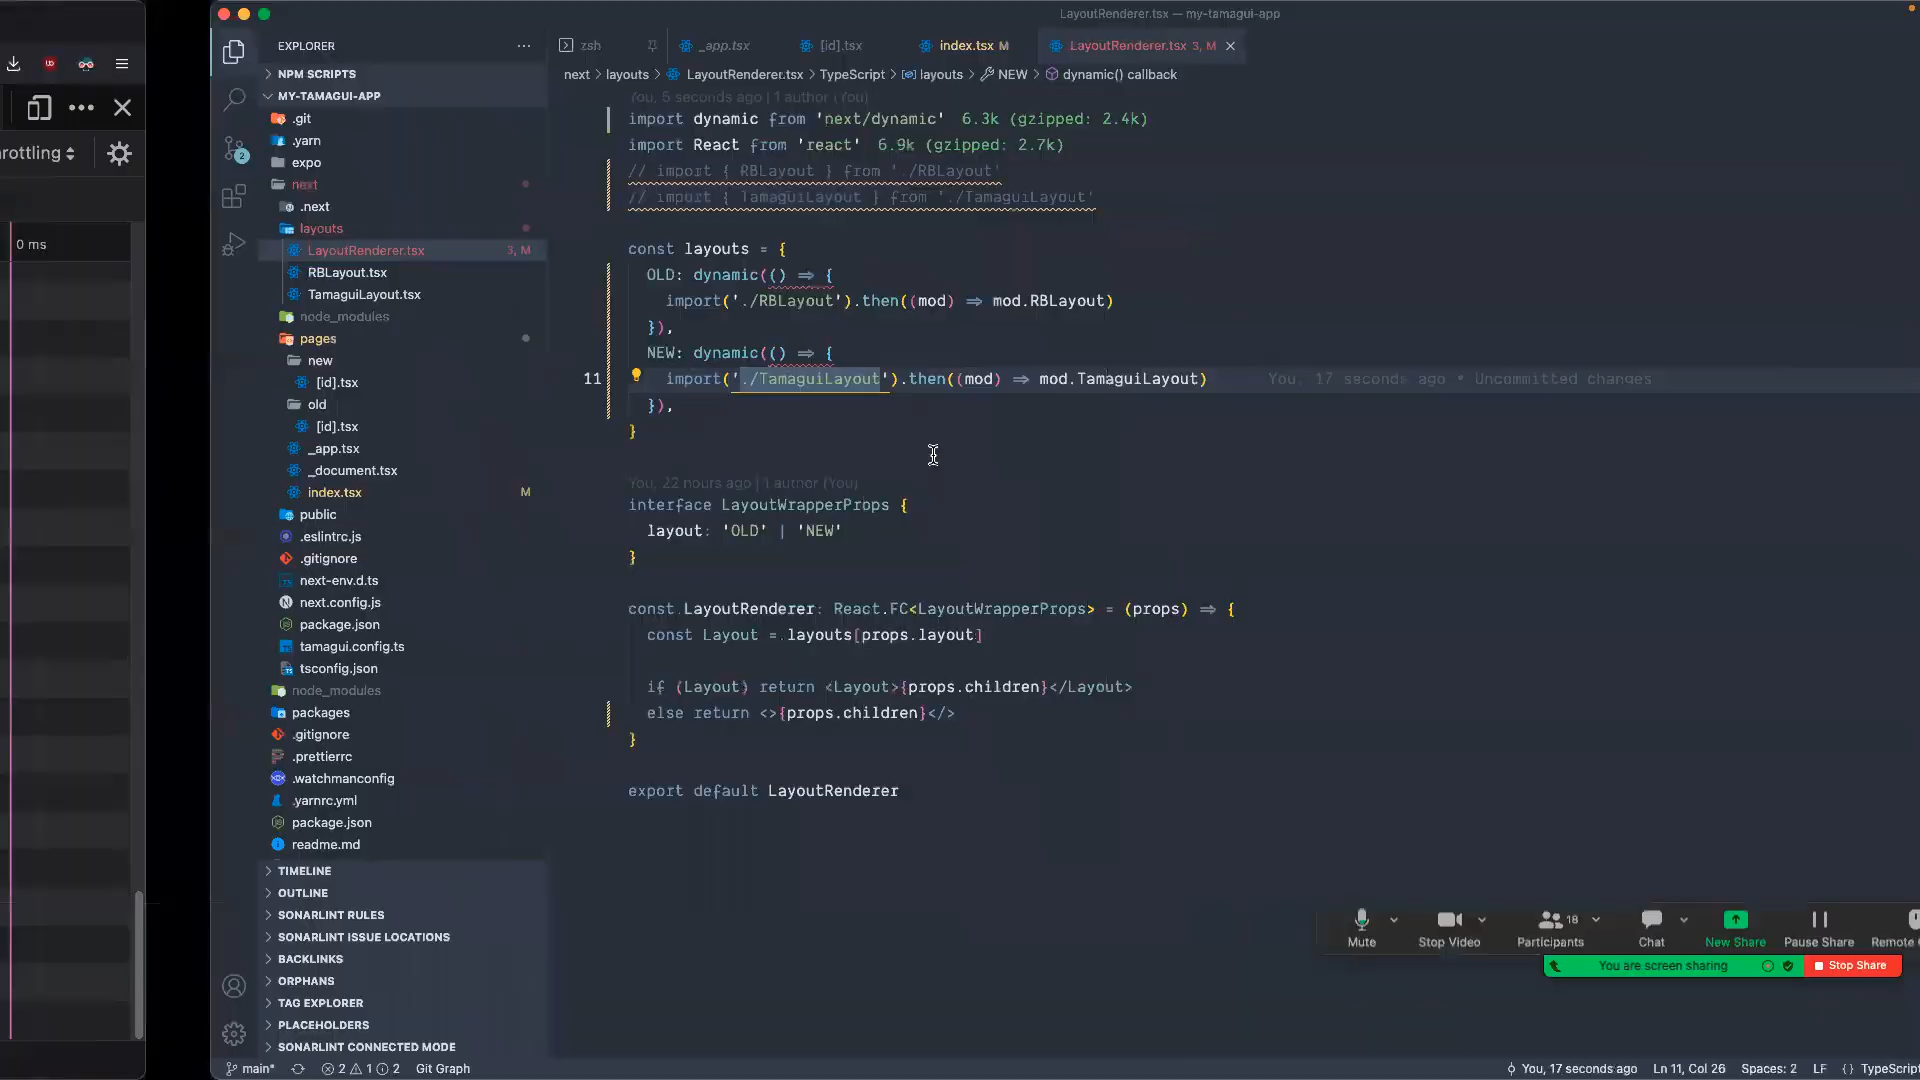 LayoutRenderer.tsx — my-tamagui-app
EXPLORER
zsh
_app.tsx
[id].tsx
index.tsx M
LayoutRenderer.tsx 3, M
next > layouts > LayoutRenderer.tsx > TypeScript > layouts > NEW > dynamic() callback
NPM SCRIPTS
MY-TAMAGUI-APP
.git
.yarn
expo
next
.next
layouts
LayoutRenderer.tsx 3, M
RBLayout.tsx
TamaguiLayout.tsx
node_modules
pages
new
[id].tsx
old
[id].tsx
_app.tsx
_document.tsx
index.tsx M
public
.eslintrc.js
.gitignore
next-env.d.ts
next.config.js
package.json
tamagui.config.ts
tsconfig.json
node_modules
packages
.gitignore
.prettierrc
.watchmanconfig
.yarnrc.yml
package.json
readme.md
TIMELINE
OUTLINE
SONARLINT RULES
SONARLINT ISSUE LOCATIONS
BACKLINKS
ORPHANS
TAG EXPLORER
PLACEHOLDERS
SONARLINT CONNECTED MODE
You, 5 seconds ago | 1 author (You)
import dynamic from 'next/dynamic' 6.3k (gzipped: 2.4k)
import React from 'react' 6.9k (gzipped: 2.7k)
// import { RBLayout } from './RBLayout'
// import { TamaguiLayout } from './TamaguiLayout'
const layouts = {
OLD: dynamic(() ⇒ {
import('./RBLayout').then((mod) ⇒ mod.RBLayout)
}),
NEW: dynamic(() ⇒ {
11 import('./TamaguiLayout').then((mod) ⇒ mod.TamaguiLayout) You, 17 seconds ago • Uncommitted changes
}),
}
You, 22 hours ago | 1 author (You)
interface LayoutWrapperProps {
layout: 'OLD' | 'NEW'
}
const LayoutRenderer: React.FC<LayoutWrapperProps> = (props) ⇒ {
const Layout = layouts[props.layout]
if (Layout) return <Layout>{props.children}</Layout>
else return <>{props.children}</>
}
export default LayoutRenderer
rottling
0 ms
2
Mute
Stop Video
18
Participants
Chat
New Share
Pause Share
Remote
You are screen sharing
Stop Share
main*
2 1 2
Git Graph
You, 17 seconds ago
Ln 11, Col 26
Spaces: 2
LF
{} TypeScript